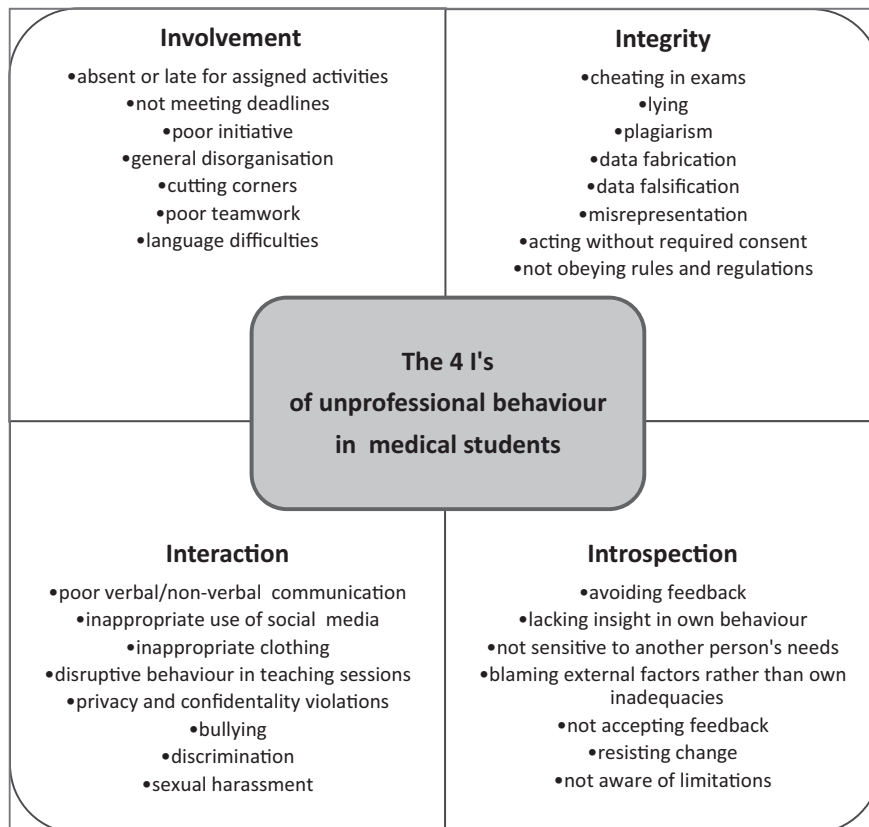 Involvement
•absent or late for assigned activities
•not meeting deadlines
•poor initiative
•general disorganisation
•cutting corners
•poor teamwork
•language difficulties
Integrity
•cheating in exams
•lying
•plagiarism
•data fabrication
•data falsification
•misrepresentation
•acting without required consent
•not obeying rules and regulations
The 4 I's
of unprofessional behaviour
in medical students
Interaction
•poor verbal/non-verbal communication
•inappropriate use of social media
•inappropriate clothing
•disruptive behaviour in teaching sessions
•privacy and confidentality violations
•bullying
•discrimination
•sexual harassment
Introspection
•avoiding feedback
•lacking insight in own behaviour
•not sensitive to another person's needs
•blaming external factors rather than own
inadequacies
•not accepting feedback
•resisting change
•not aware of limitations